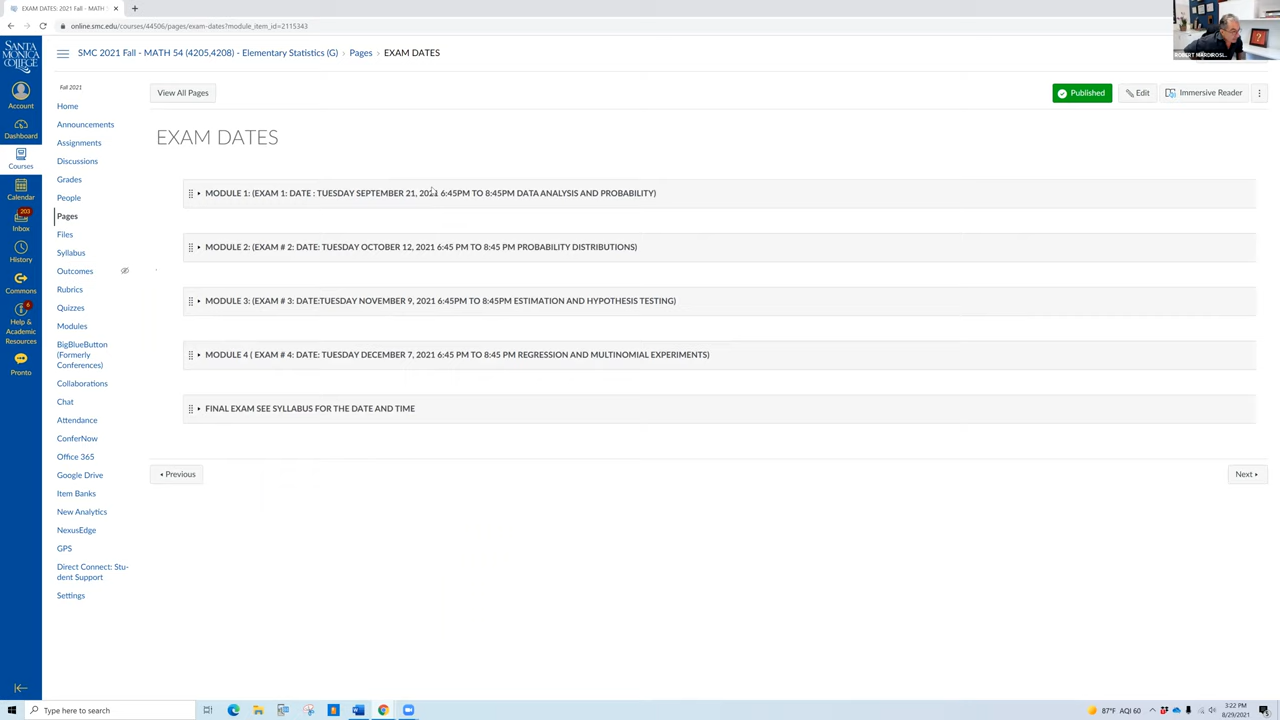 EXAM DATES: 2021 Fall - MATH
online.smc.edu/courses/44506/pages/exam-dates?module_item_id=2115343
SANTA
MONICA
COLLEGE
SMC 2021 Fall - MATH 54 (4205,4208) - Elementary Statistics (G) > Pages > EXAM DATES
Fall 2021
View All Pages
Published
Edit
Immersive Reader
Account
Dashboard
Courses
Calendar
203
Inbox
History
Commons
6
Help &
Academic
Resources
Pronto
Home
Announcements
Assignments
Discussions
Grades
People
Pages
Files
Syllabus
Outcomes
Rubrics
Quizzes
Modules
BigBlueButton
(Formerly
Conferences)
Collaborations
Chat
Attendance
ConferNow
Office 365
Google Drive
Item Banks
New Analytics
NexusEdge
GPS
Direct Connect: Stu-
dent Support
Settings
EXAM DATES
MODULE 1: (EXAM 1: DATE : TUESDAY SEPTEMBER 21, 2021 6:45PM TO 8:45PM DATA ANALYSIS AND PROBABILITY)
MODULE 2: (EXAM # 2: DATE: TUESDAY OCTOBER 12, 2021 6:45 PM TO 8:45 PM PROBABILITY DISTRIBUTIONS)
MODULE 3: (EXAM # 3: DATE:TUESDAY NOVEMBER 9, 2021 6:45PM TO 8:45PM ESTIMATION AND HYPOTHESIS TESTING)
MODULE 4 ( EXAM # 4: DATE: TUESDAY DECEMBER 7, 2021 6:45 PM TO 8:45 PM REGRESSION AND MULTINOMIAL EXPERIMENTS)
FINAL EXAM SEE SYLLABUS FOR THE DATE AND TIME
Previous
Next
Type here to search
87°F AQI 60
3:22 PM
8/29/2021